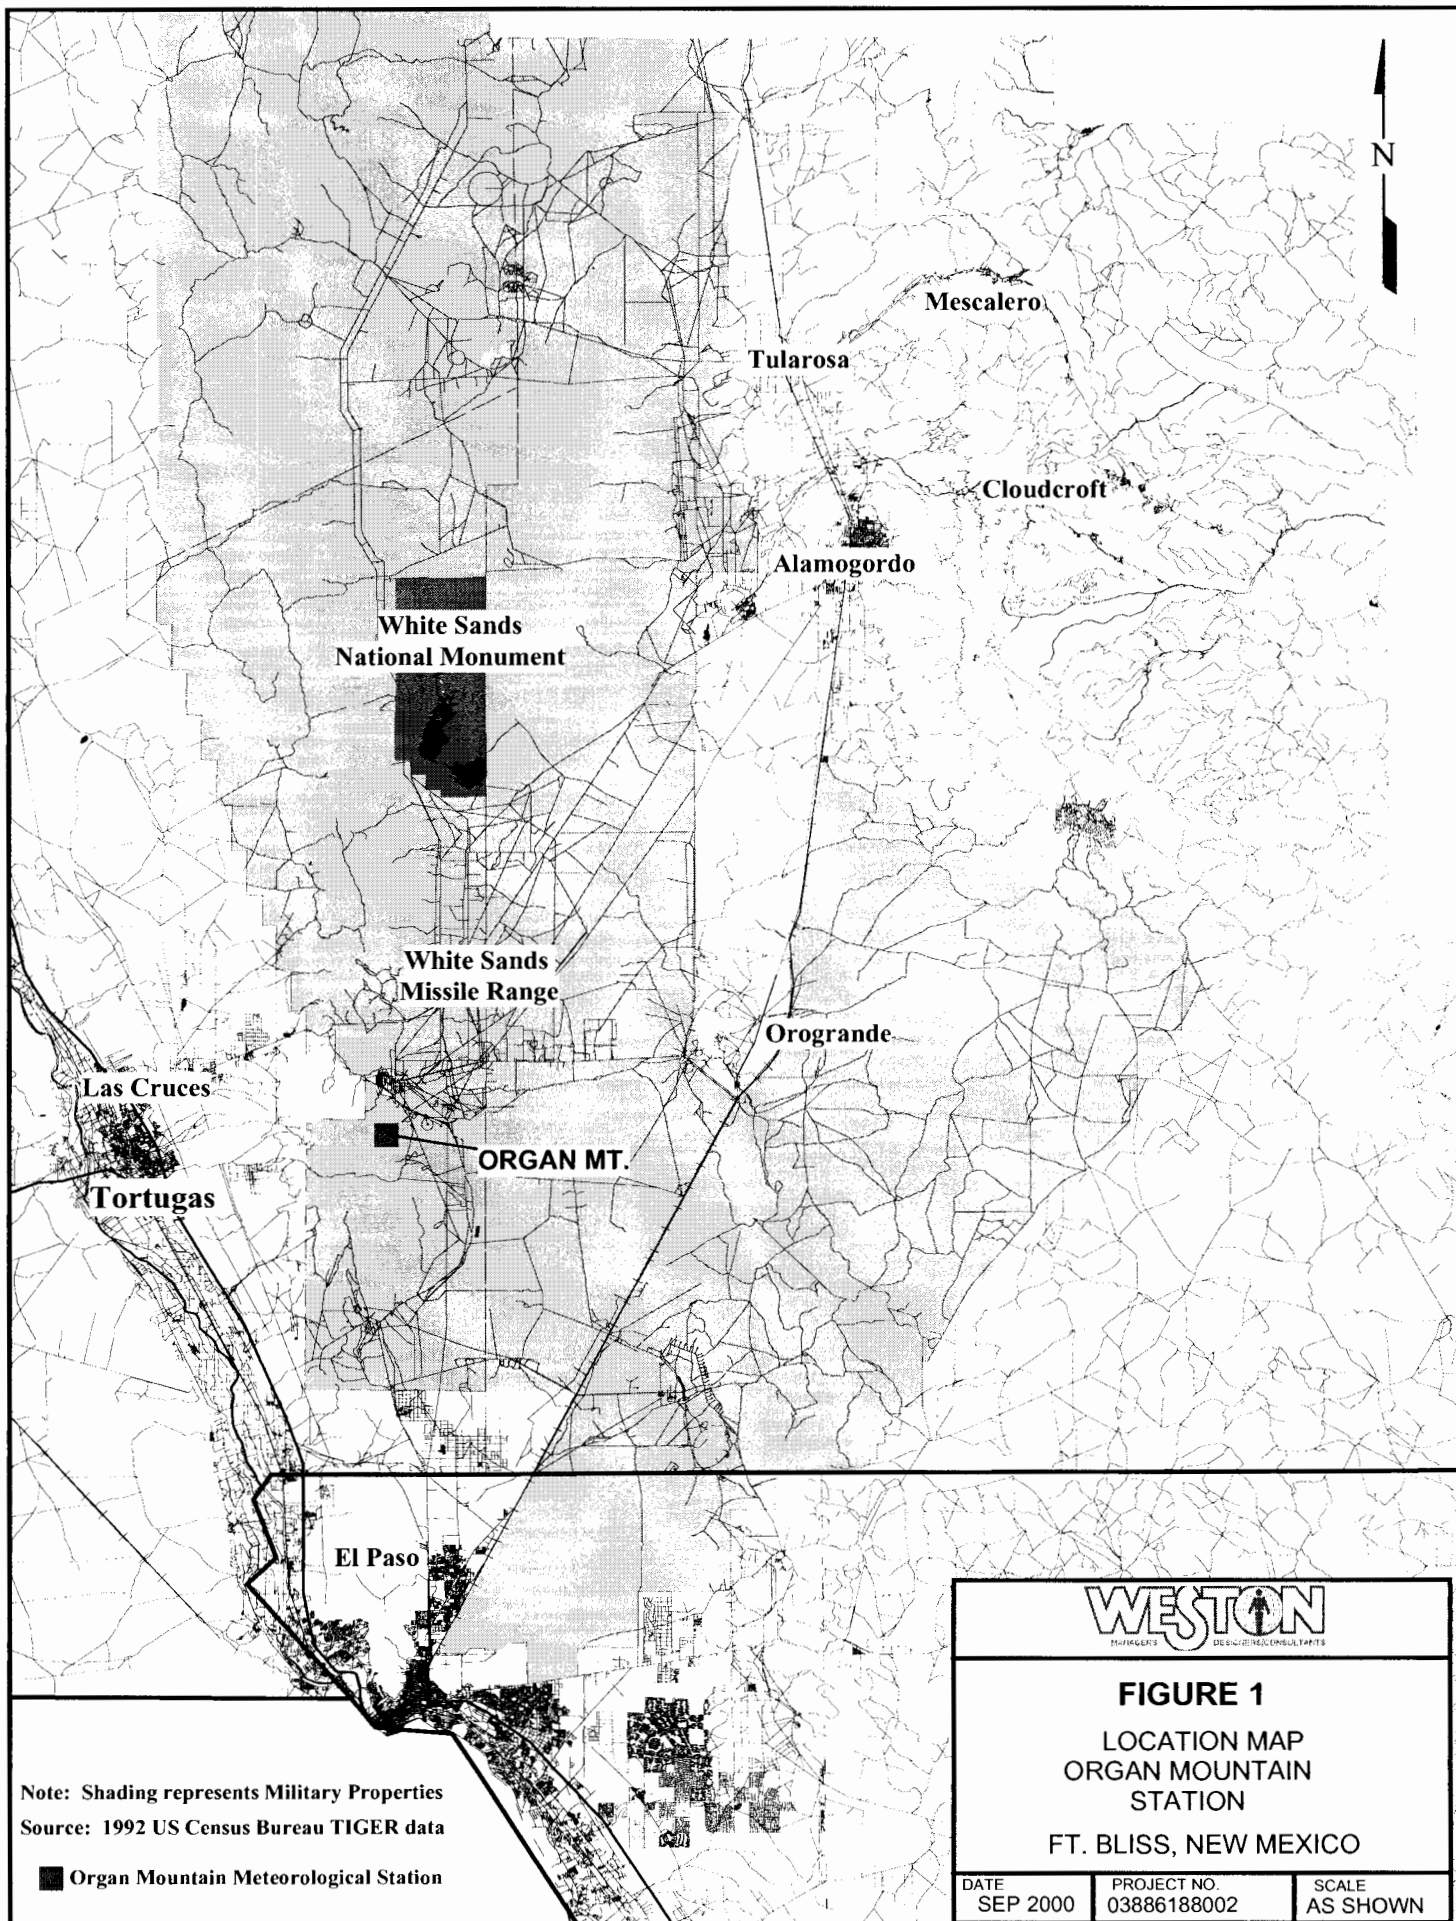 N
Mescalero
Tularosa
Cloudcroft
Alamogordo
White Sands
National Monument
White Sands
Missile Range
Orogrande
Las Cruces
ORGAN MT.
Tortugas
El Paso
Note: Shading represents Military Properties
Source: 1992 US Census Bureau TIGER data
Organ Mountain Meteorological Station
WESTON
MANAGERS DESIGNERS/CONSULTANTS
FIGURE 1
LOCATION MAP
ORGAN MOUNTAIN
STATION
FT. BLISS, NEW MEXICO
DATE
SEP 2000
PROJECT NO.
03886188002
SCALE
AS SHOWN